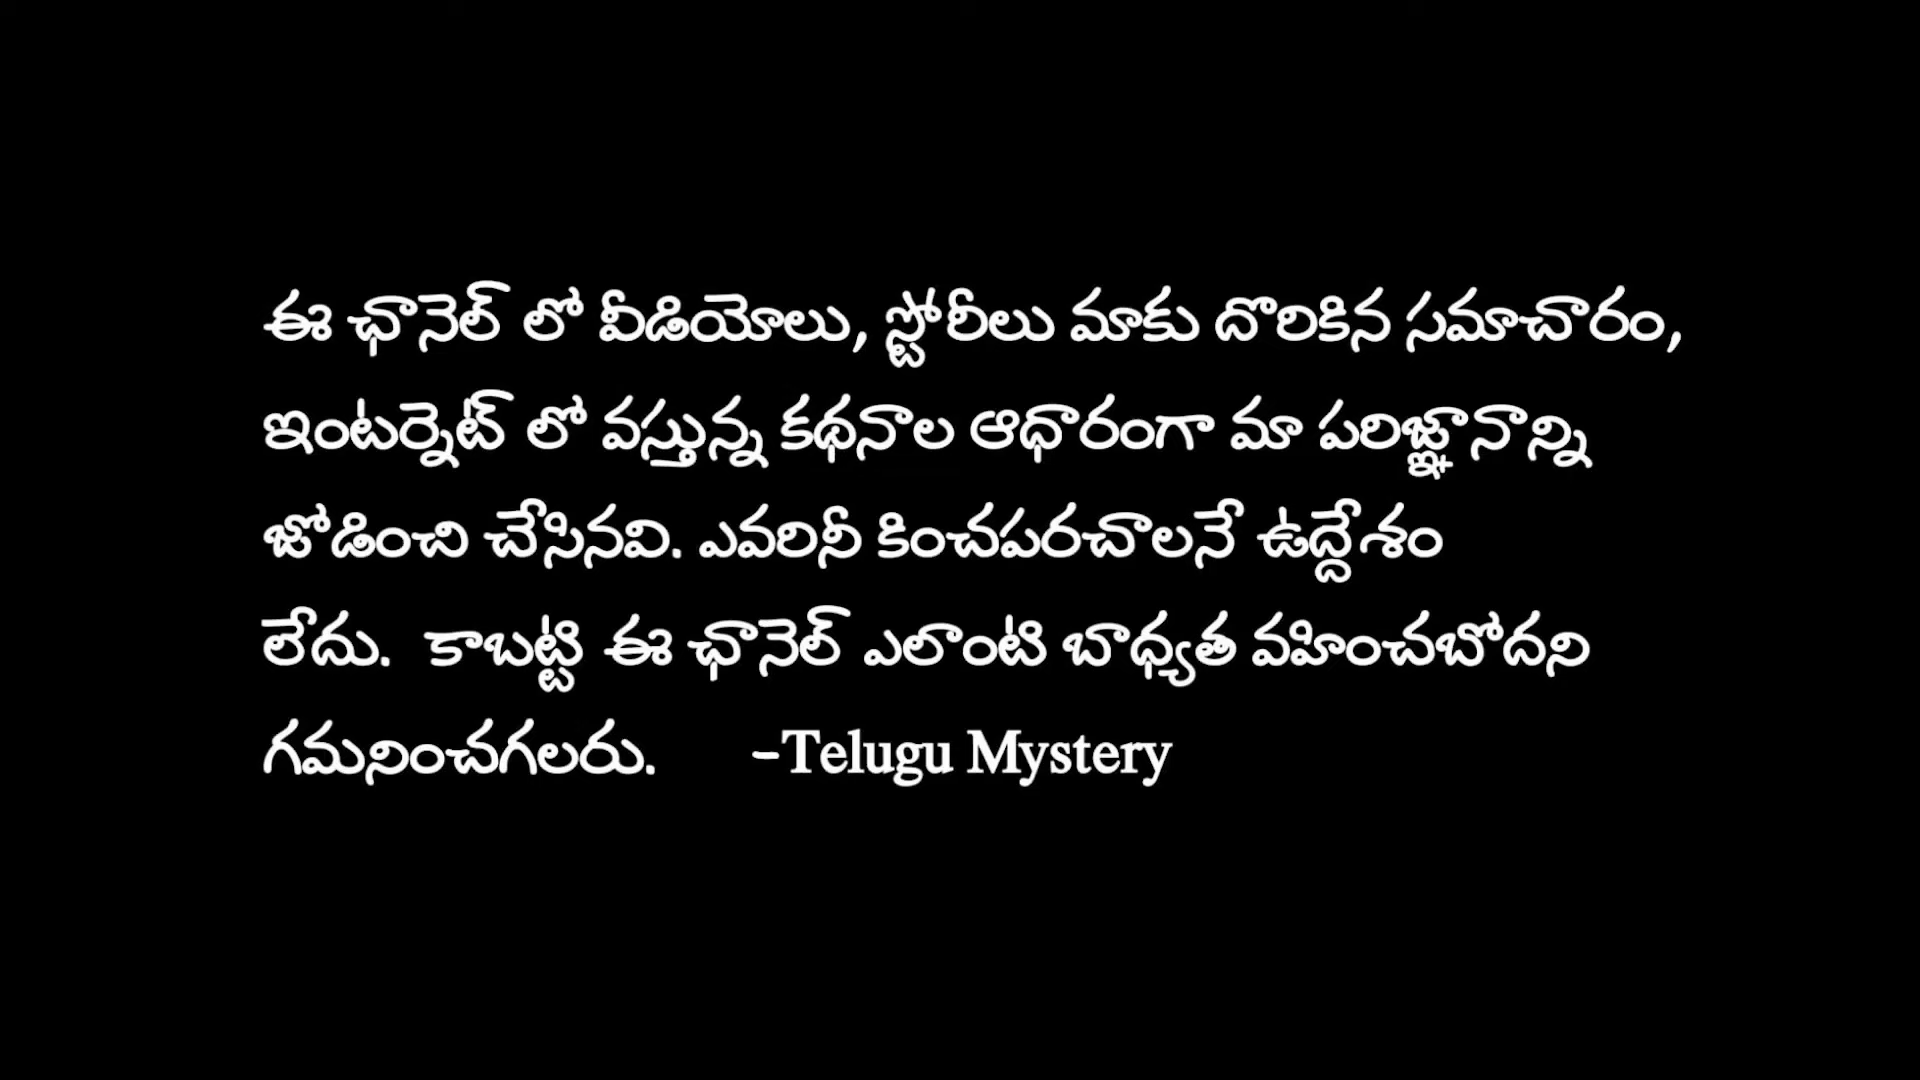 ఈ ఛానెల్ లో వీడియోలు, స్టోరీలు మాకు దొరికిన సమాచారం,
ఇంటర్నెట్ లో వస్తున్న కథనాల ఆధారంగా మా పరిజ్ఞానాన్ని
జోడించి చేసినవి. ఎవరినీ కించపరచాలనే ఉద్దేశం
లేదు. కాబట్టి ఈ ఛానెల్ ఎలాంటి బాధ్యత వహించబోదని
గమనించగలరు. -Telugu Mystery